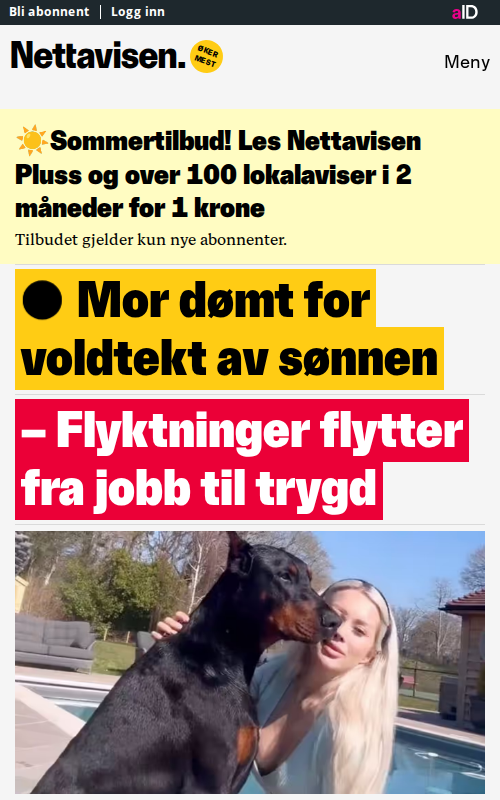 Bli abonnent | Logg inn
aID
Nettavisen.
ØKER
MEST
Meny
☀️Sommertilbud! Les Nettavisen
Pluss og over 100 lokalaviser i 2
måneder for 1 krone
Tilbudet gjelder kun nye abonnenter.
● Mor dømt for
voldtekt av sønnen
– Flyktninger flytter
fra jobb til trygd